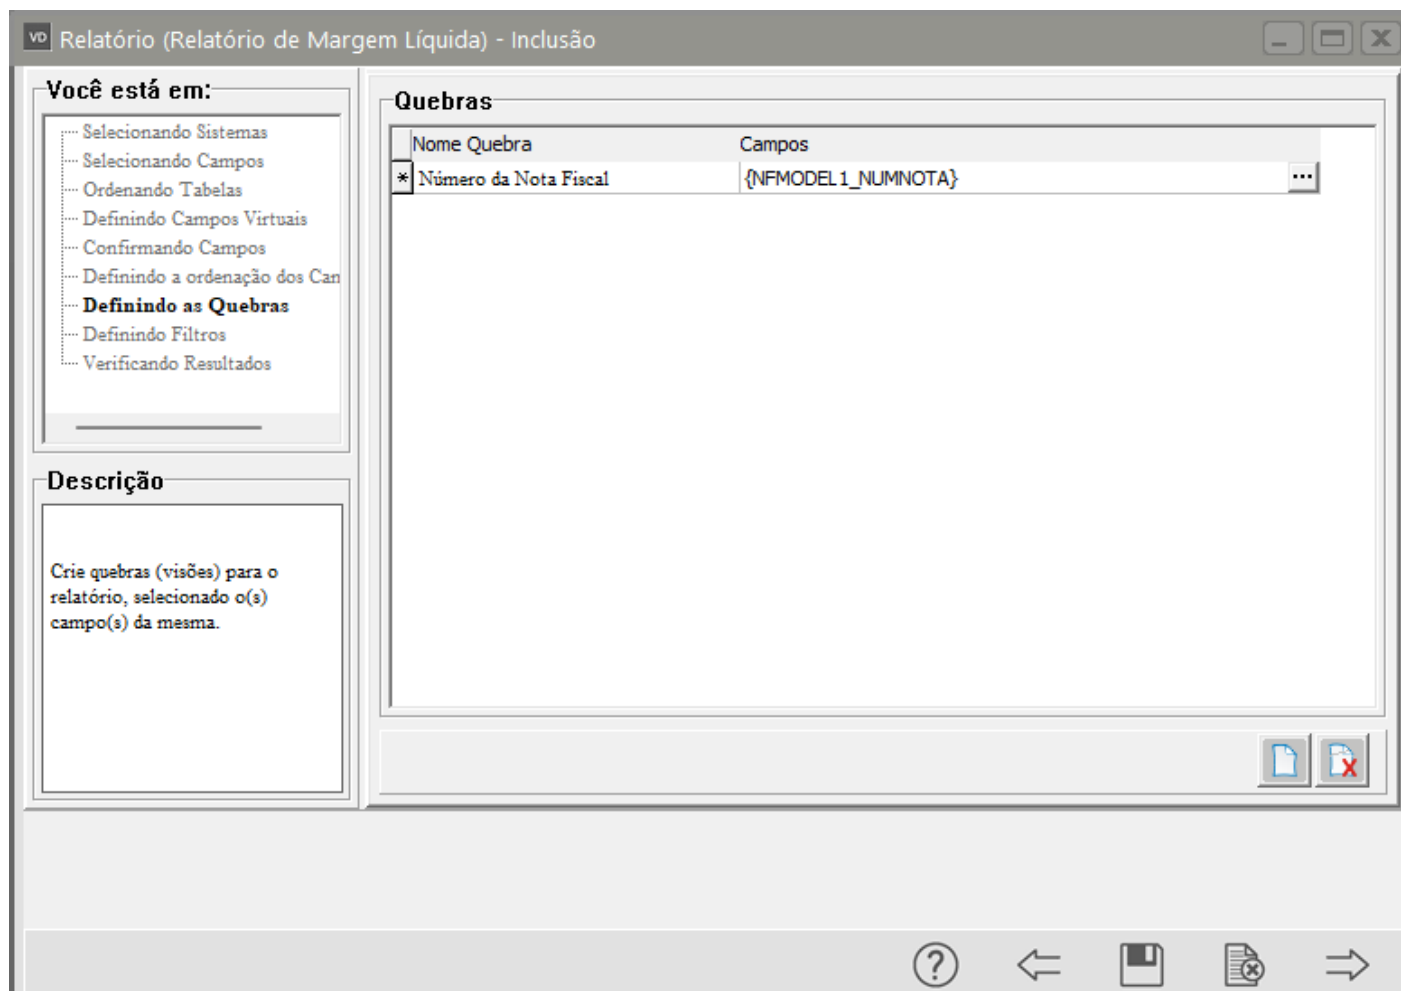 VD Relatório (Relatório de Margem Líquida) - Inclusão
Você está em:
Selecionando Sistemas
Selecionando Campos
Ordenando Tabelas
Definindo Campos Virtuais
Confirmando Campos
Definindo a ordenação dos Can
Definindo as Quebras
Definindo Filtros
Verificando Resultados
Descrição
Crie quebras (visões) para o
relatório, selecionado o(s)
campo(s) da mesma.
Quebras
Nome Quebra Campos
* Número da Nota Fiscal {NFMODEL1_NUMNOTA} ...